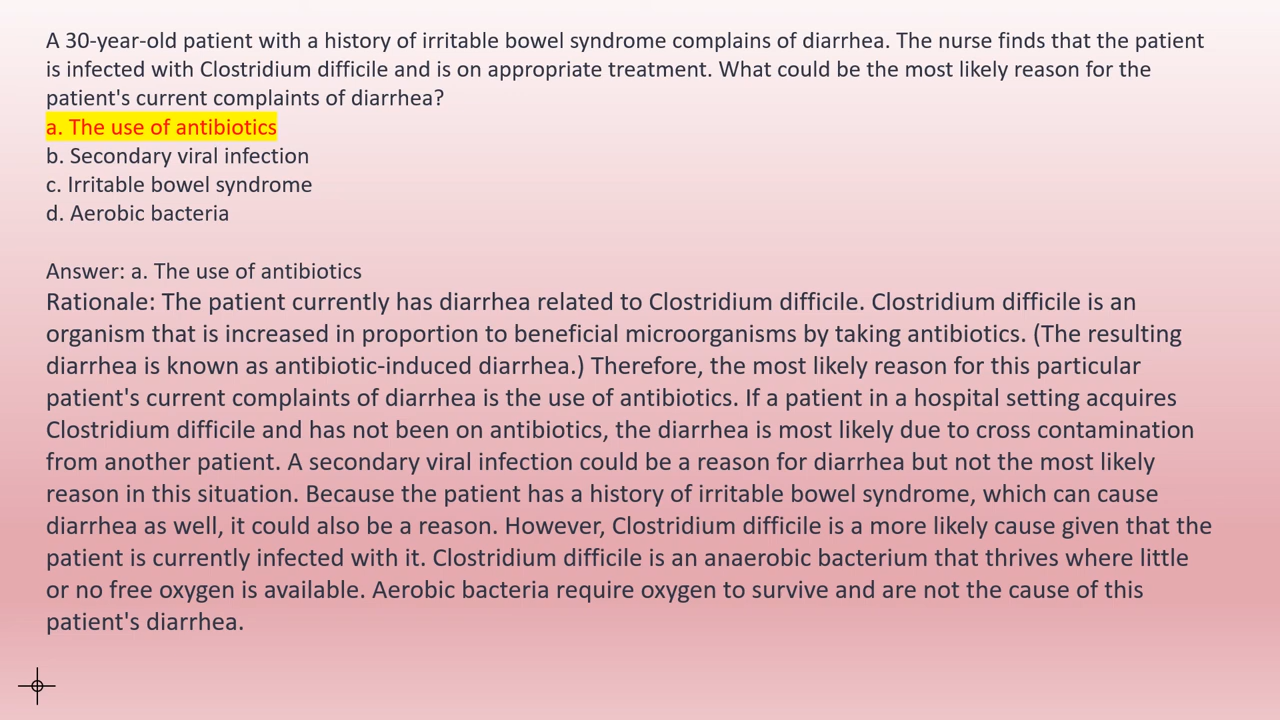 A 30-year-old patient with a history of irritable bowel syndrome complains of diarrhea. The nurse finds that the patient
is infected with Clostridium difficile and is on appropriate treatment. What could be the most likely reason for the
patient's current complaints of diarrhea?
a. The use of antibiotics
b. Secondary viral infection
c. Irritable bowel syndrome
d. Aerobic bacteria
Answer: a. The use of antibiotics
Rationale: The patient currently has diarrhea related to Clostridium difficile. Clostridium difficile is an
organism that is increased in proportion to beneficial microorganisms by taking antibiotics. (The resulting
diarrhea is known as antibiotic-induced diarrhea.) Therefore, the most likely reason for this particular
patient's current complaints of diarrhea is the use of antibiotics. If a patient in a hospital setting acquires
Clostridium difficile and has not been on antibiotics, the diarrhea is most likely due to cross contamination
from another patient. A secondary viral infection could be a reason for diarrhea but not the most likely
reason in this situation. Because the patient has a history of irritable bowel syndrome, which can cause
diarrhea as well, it could also be a reason. However, Clostridium difficile is a more likely cause given that the
patient is currently infected with it. Clostridium difficile is an anaerobic bacterium that thrives where little
or no free oxygen is available. Aerobic bacteria require oxygen to survive and are not the cause of this
patient's diarrhea.